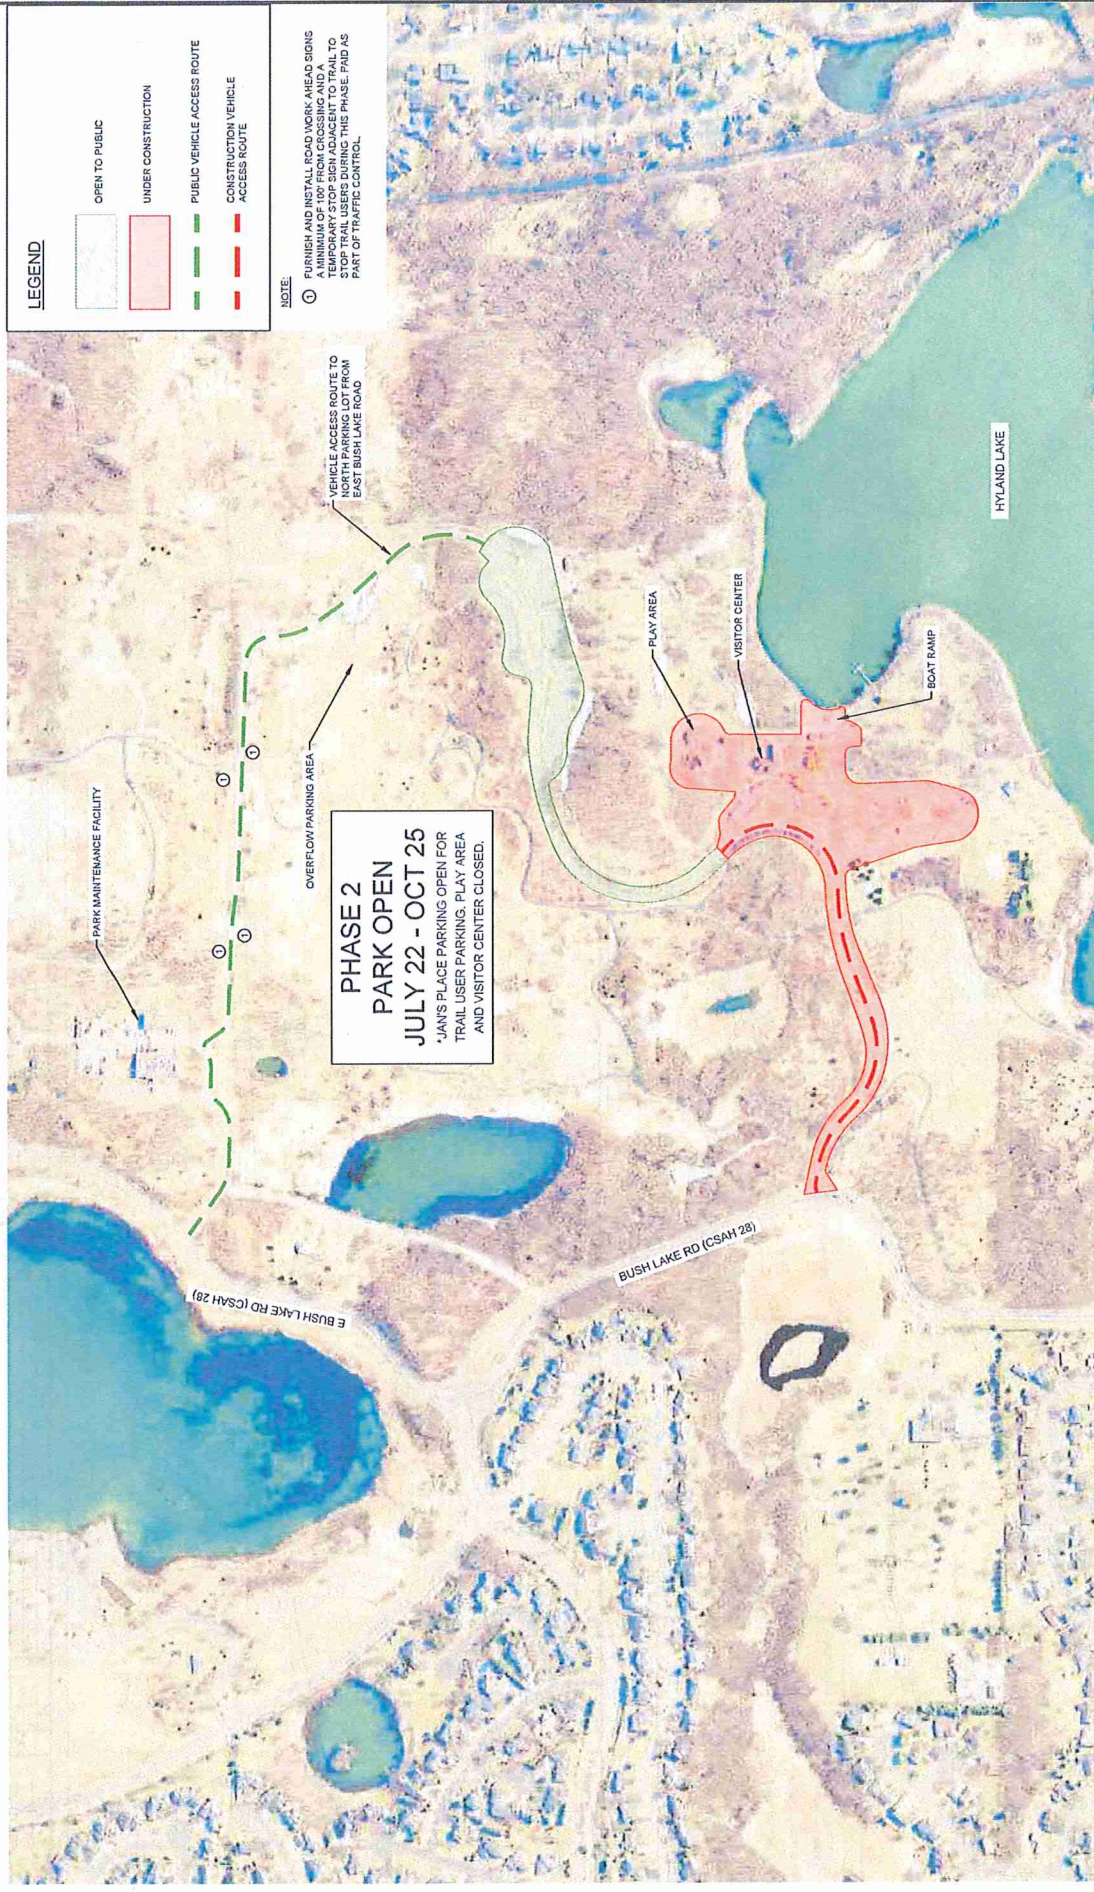 LEGEND
OPEN TO PUBLIC
UNDER CONSTRUCTION
PUBLIC VEHICLE ACCESS ROUTE
CONSTRUCTION VEHICLE
ACCESS ROUTE
NOTE:
1 FURNISH AND INSTALL ROAD WORK AHEAD SIGNS
A MINIMUM OF 100' FROM CROSSING AND A
TEMPORARY STOP SIGN ADJACENT TO TRAIL TO
STOP TRAIL USERS DURING THIS PHASE. PAID AS
PART OF TRAFFIC CONTROL.
PARK MAINTENANCE FACILITY
1
1
1
1
VEHICLE ACCESS ROUTE TO
NORTH PARKING LOT FROM
EAST BUSH LAKE ROAD
OVERFLOW PARKING AREA
PHASE 2
PARK OPEN
JULY 22 - OCT 25
*JAN'S PLACE PARKING OPEN FOR
TRAIL USER PARKING. PLAY AREA
AND VISITOR CENTER CLOSED.
E BUSH LAKE RD (CSAH 28)
BUSH LAKE RD (CSAH 28)
PLAY AREA
VISITOR CENTER
BOAT RAMP
HYLAND LAKE